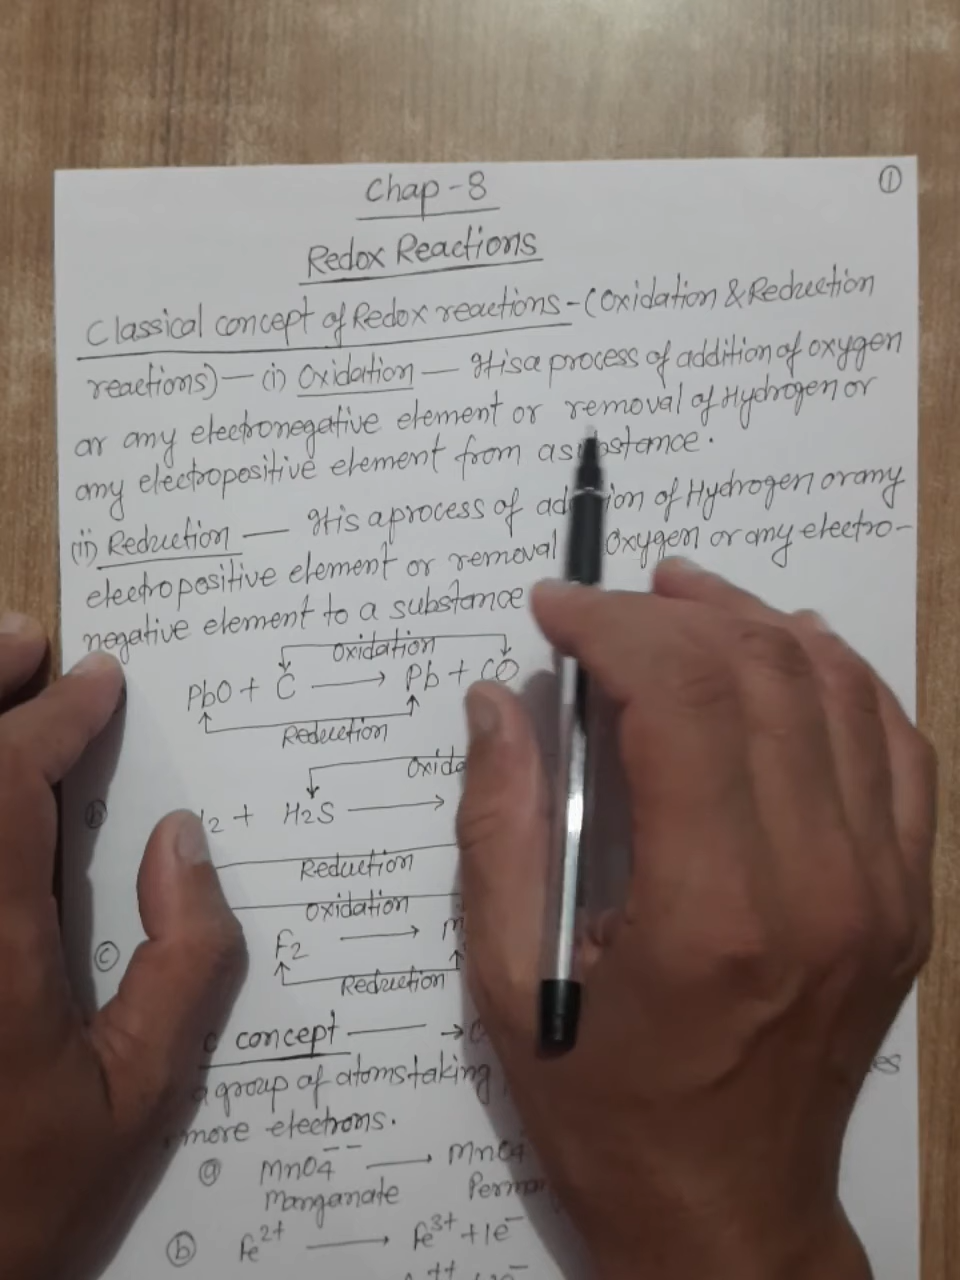 ①
Chap-8
Redox Reactions
Classical concept of Redox reactions-(Oxidation & Reduction
reactions)— (i) Oxidation — It is a process of addition of oxygen
or any electronegative element or removal of Hydrogen or
any electropositive element from a substance.
(ii) Reduction — It is a process of addition of Hydrogen or any
electropositive element or removal Oxygen or any electro-
negative element to a substance
Oxidation
PbO + C → Pb + CO
Reduction
ⓑ H2S →
Reduction
Oxidation
ⓒ F2 →
Reduction
concept — →
a group of atoms taking
more electrons.
ⓐ MnO4⁻⁻ → MnO4
Manganate
ⓑ Fe²⁺ → Fe³⁺ + 1e⁻